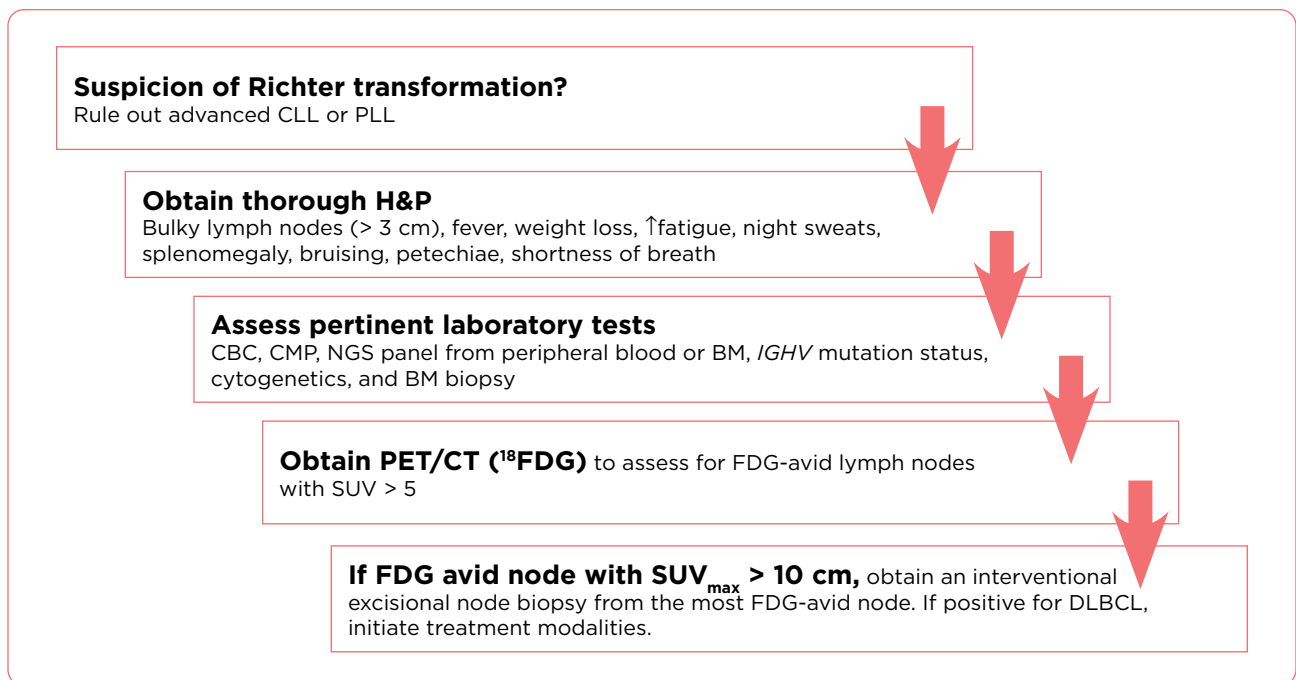 Suspicion of Richter transformation?
Rule out advanced CLL or PLL
Obtain thorough H&P
Bulky lymph nodes (> 3 cm), fever, weight loss, ↑fatigue, night sweats,
splenomegaly, bruising, petechiae, shortness of breath
Assess pertinent laboratory tests
CBC, CMP, NGS panel from peripheral blood or BM, IGHV mutation status,
cytogenetics, and BM biopsy
Obtain PET/CT (¹⁸FDG) to assess for FDG-avid lymph nodes
with SUV > 5
If FDG avid node with SUVmax > 10 cm, obtain an interventional
excisional node biopsy from the most FDG-avid node. If positive for DLBCL,
initiate treatment modalities.